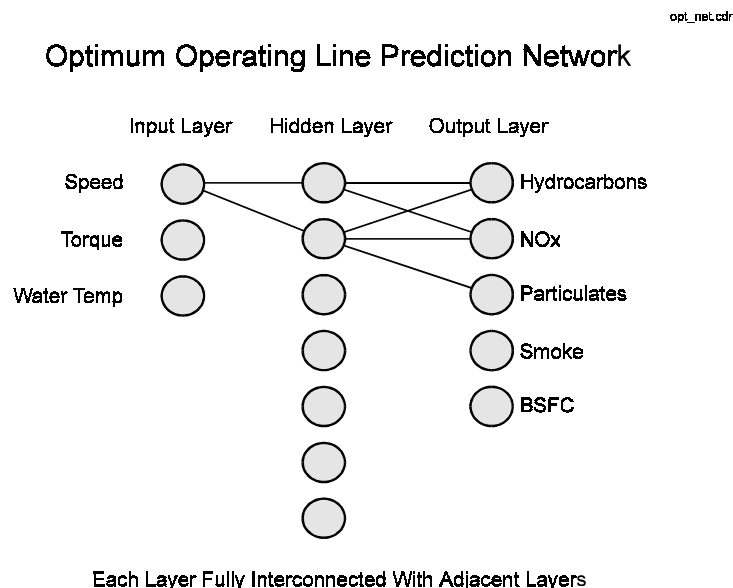 opt_net.cdr
Optimum Operating Line Prediction Network
Input Layer Hidden Layer Output Layer
Speed Hydrocarbons
Torque NOx
Water Temp Particulates
Smoke
BSFC
Each Layer Fully Interconnected With Adjacent Layers